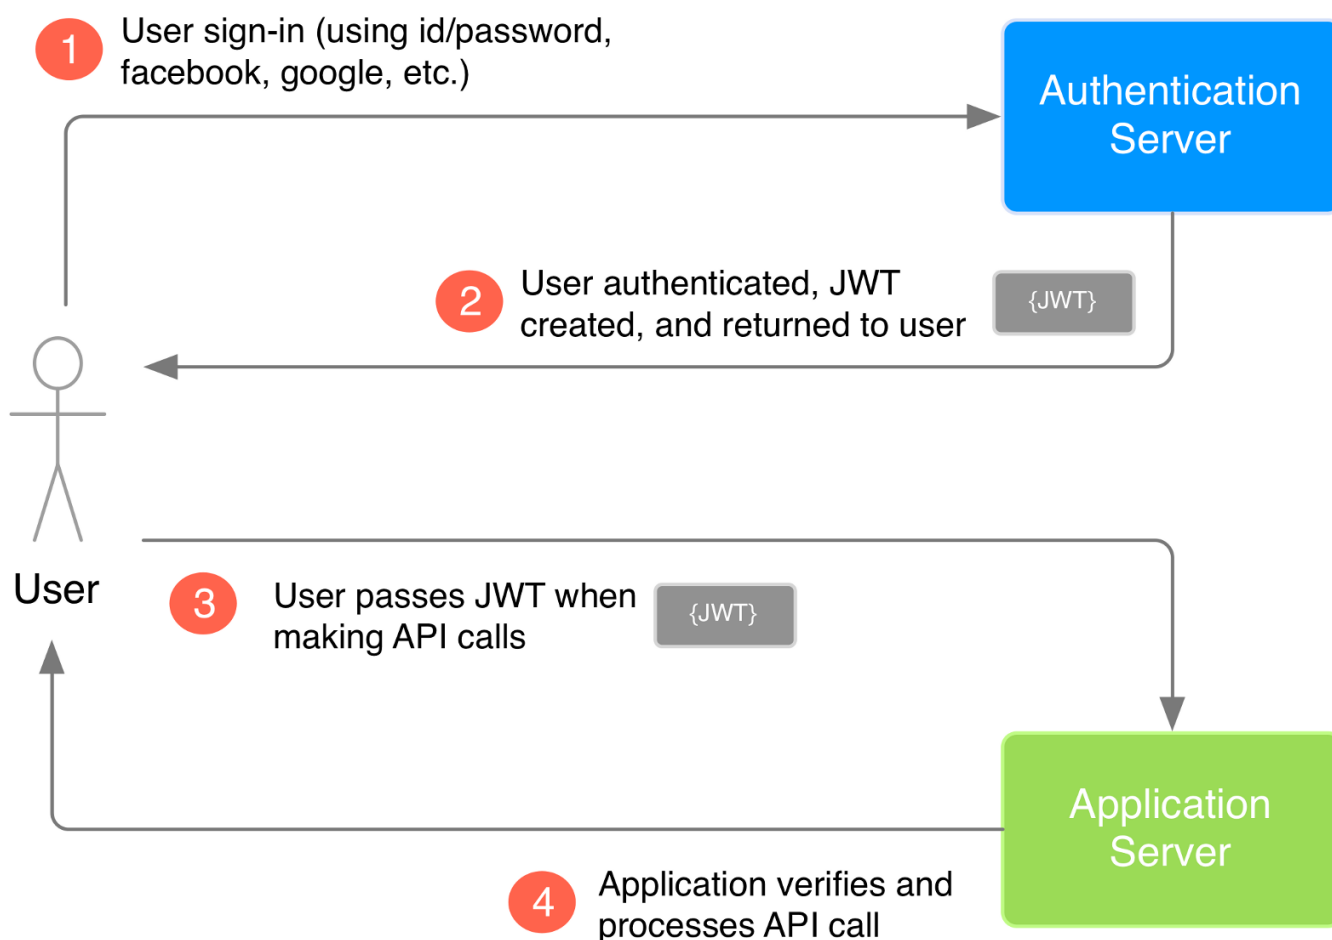 1
User sign-in (using id/password,
facebook, google, etc.)
Authentication
Server
2
User authenticated, JWT
created, and returned to user
{JWT}
User
3
User passes JWT when
making API calls
{JWT}
Application
Server
4
Application verifies and
processes API call